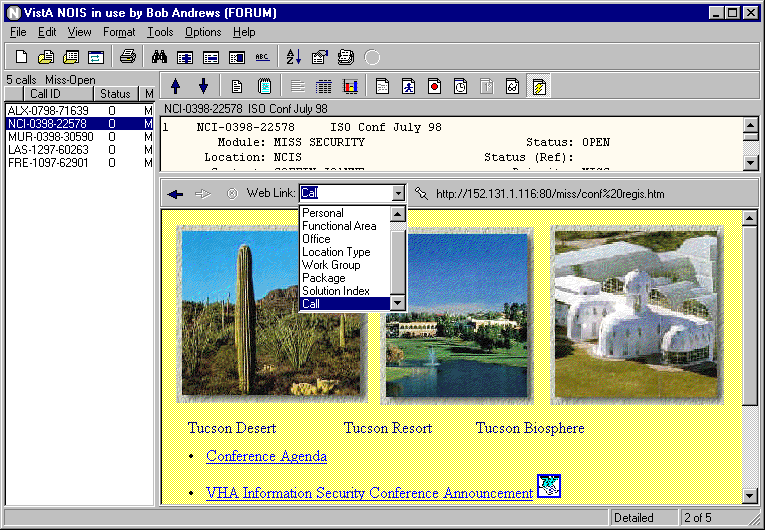 VistA NOIS in use by Bob Andrews (FORUM)
File Edit View Format Tools Options Help
ABC
5 calls Miss-Open
Call ID Status M
ALX-0798-71639 O M
NCI-0398-22578 O M
MUR-0398-30590 O M
LAS-1297-60263 O M
FRE-1097-62901 O M
NCI-0398-22578 ISO Conf July 98
1 NCI-0398-22578 ISO Conf July 98
Module: MISS SECURITY Status: OPEN
Location: NCIS Status (Ref):
Web Link: Call http://152.131.1.116:80/miss/conf%20regis.htm
Personal
Functional Area
Office
Location Type
Work Group
Package
Solution Index
Call
Tucson Desert Tucson Resort Tucson Biosphere
• Conference Agenda
• VHA Information Security Conference Announcement
Detailed 2 of 5